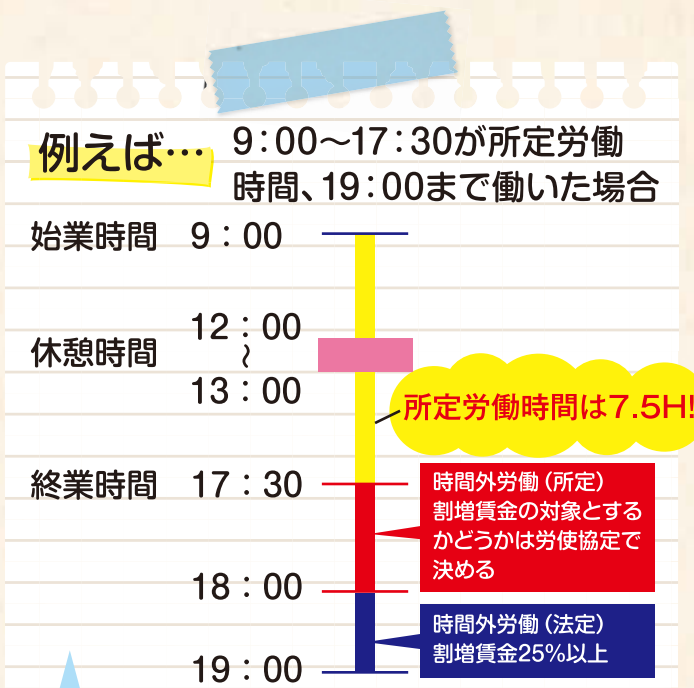 例えば…
9:00〜17:30が所定労働
時間、19:00まで働いた場合
始業時間 9：00
休憩時間 12：00
〜
13：00
所定労働時間は7.5H!
終業時間 17：30
時間外労働（所定）
割増賃金の対象とする
かどうかは労使協定で
決める
18：00
時間外労働（法定）
割増賃金25%以上
19：00